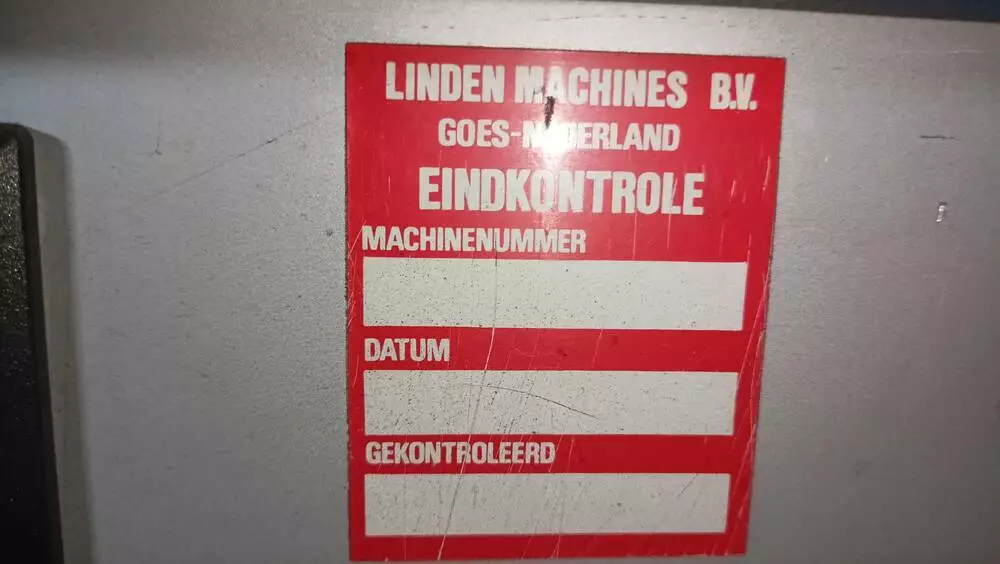 LINDEN MACHINES B.V.
GOES-NEDERLAND
EINDKONTROLE
MACHINENUMMER
DATUM
GEKONTROLEERD